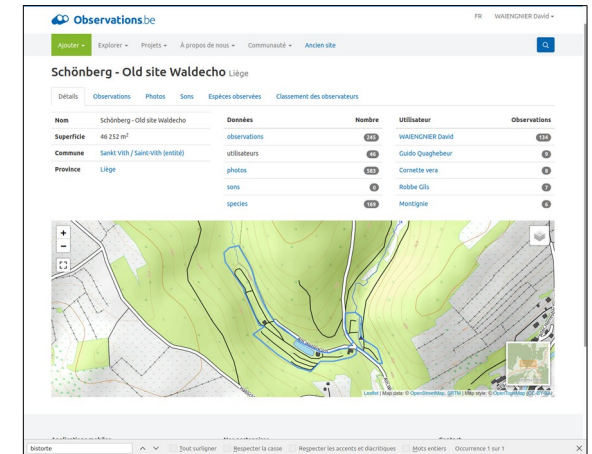 Observations.be
FR WAIENGNIER David
Ajouter Explorer Projets À propos de nous Communauté Ancien site
Schönberg - Old site Waldecho Liège
Détails Observations Photos Sons Espèces observées Classement des observateurs
Nom Schönberg - Old site Waldecho
Superficie 46 252 m²
Commune Sankt Vith / Saint-Vith (entité)
Province Liège
Données Nombre
observations 245
utilisateurs 46
photos 583
sons 0
species 169
Utilisateur Observations
WAIENGNIER David 134
Guido Quaghebeur 9
Cornette vera 8
Robbe Gils 7
Montignie 6
+
−
Leaflet | Map data: © OpenStreetMap, SRTM | Map style: © OpenTopoMap (CC-BY-SA)
bistorte Tout surligner Respecter la casse Respecter les accents et diacritiques Mots entiers Occurrence 1 sur 1